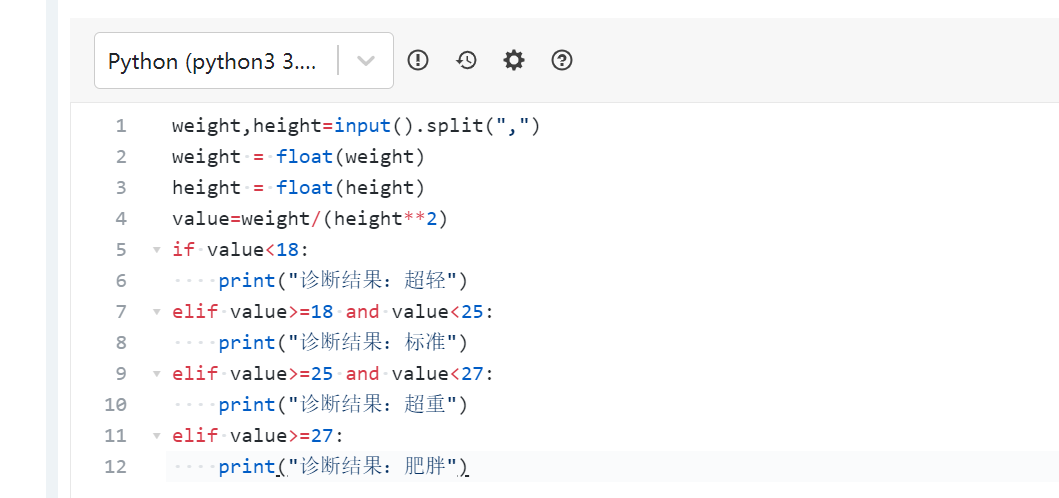 Python (python3 3....
1 weight,height=input().split(",")
2 weight = float(weight)
3 height = float(height)
4 value=weight/(height**2)
5 if value<18:
6     print("诊断结果：超轻")
7 elif value>=18 and value<25:
8     print("诊断结果：标准")
9 elif value>=25 and value<27:
10     print("诊断结果：超重")
11 elif value>=27:
12     print("诊断结果：肥胖")